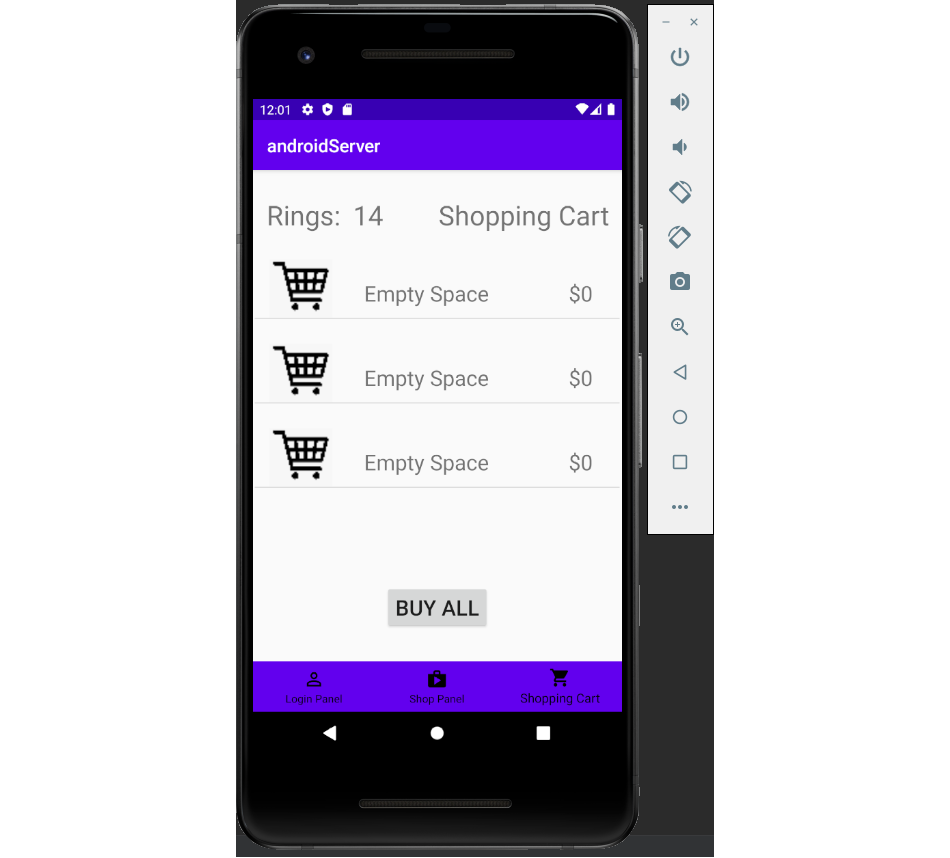 12:01
androidServer
Rings: 14 Shopping Cart
Empty Space $0
Empty Space $0
Empty Space $0
BUY ALL
Login Panel Shop Panel Shopping Cart